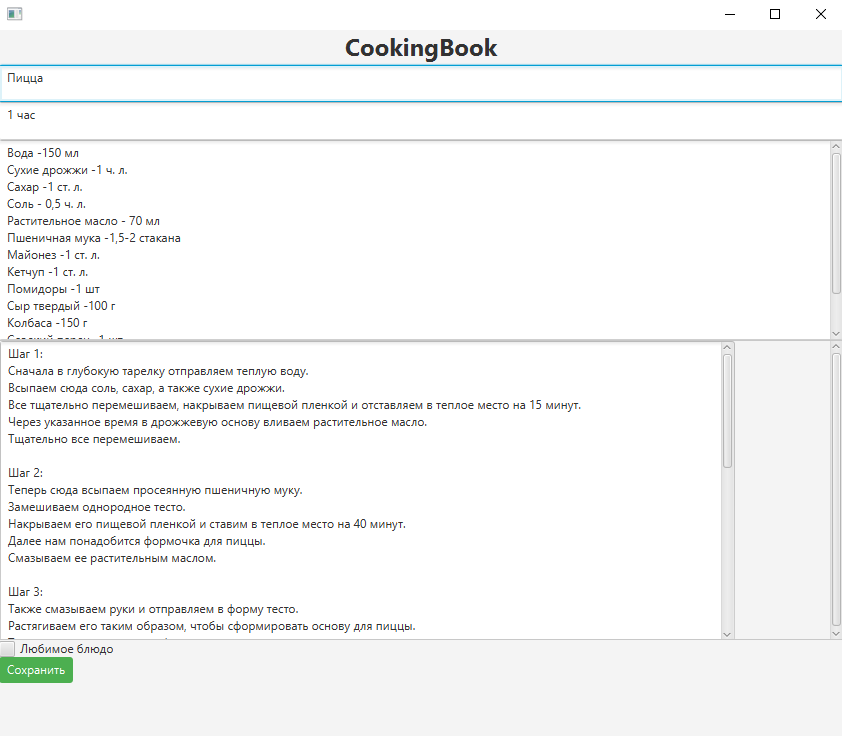 CookingBook
Пицца
1 час
Вода -150 мл
Сухие дрожжи -1 ч. л.
Сахар -1 ст. л.
Соль - 0,5 ч. л.
Растительное масло - 70 мл
Пшеничная мука -1,5-2 стакана
Майонез -1 ст. л.
Кетчуп -1 ст. л.
Помидоры -1 шт
Сыр твердый -100 г
Колбаса -150 г
Шаг 1:
Сначала в глубокую тарелку отправляем теплую воду.
Всыпаем сюда соль, сахар, а также сухие дрожжи.
Все тщательно перемешиваем, накрываем пищевой пленкой и отставляем в теплое место на 15 минут.
Через указанное время в дрожжевую основу вливаем растительное масло.
Тщательно все перемешиваем.
Шаг 2:
Теперь сюда всыпаем просеянную пшеничную муку.
Замешиваем однородное тесто.
Накрываем его пищевой пленкой и ставим в теплое место на 40 минут.
Далее нам понадобится формочка для пиццы.
Смазываем ее растительным маслом.
Шаг 3:
Также смазываем руки и отправляем в форму тесто.
Растягиваем его таким образом, чтобы сформировать основу для пиццы.
Любимое блюдо
Сохранить